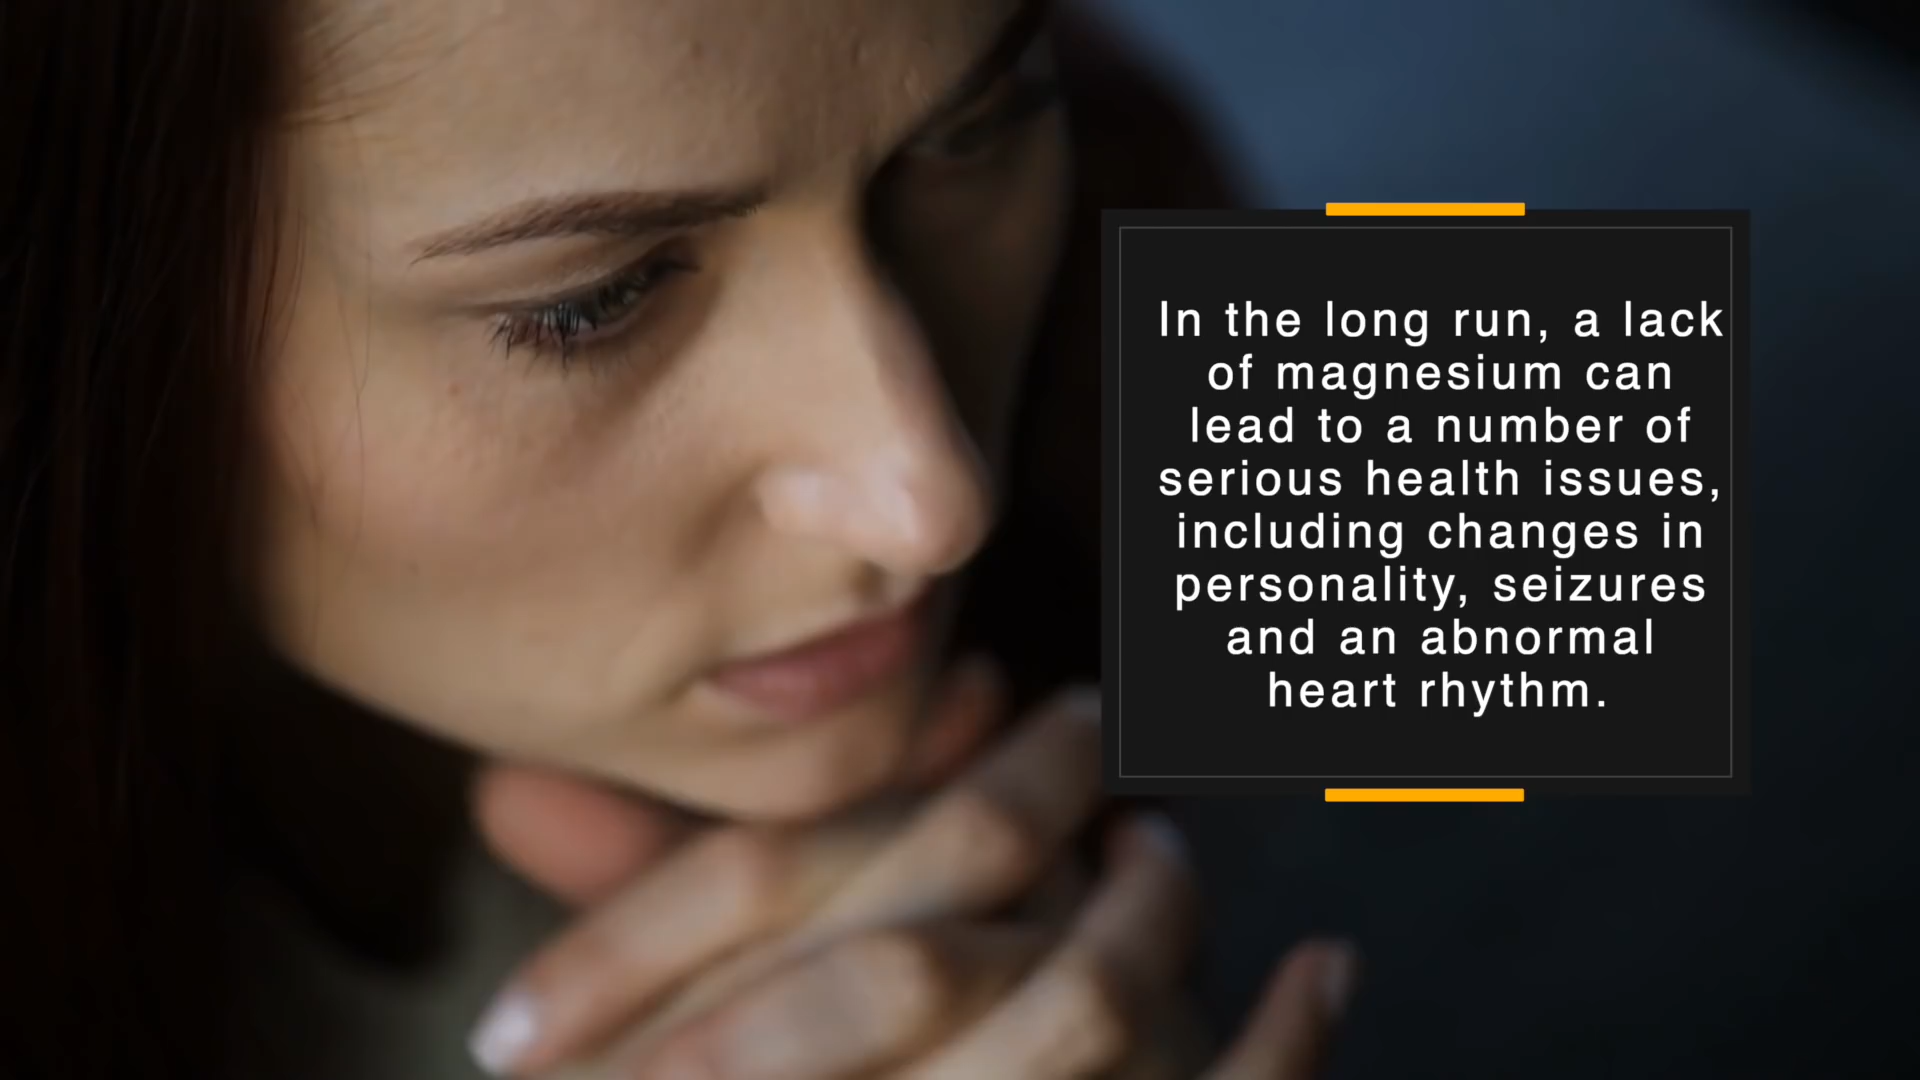 In the long run, a lack
of magnesium can
lead to a number of
serious health issues,
including changes in
personality, seizures
and an abnormal
heart rhythm.